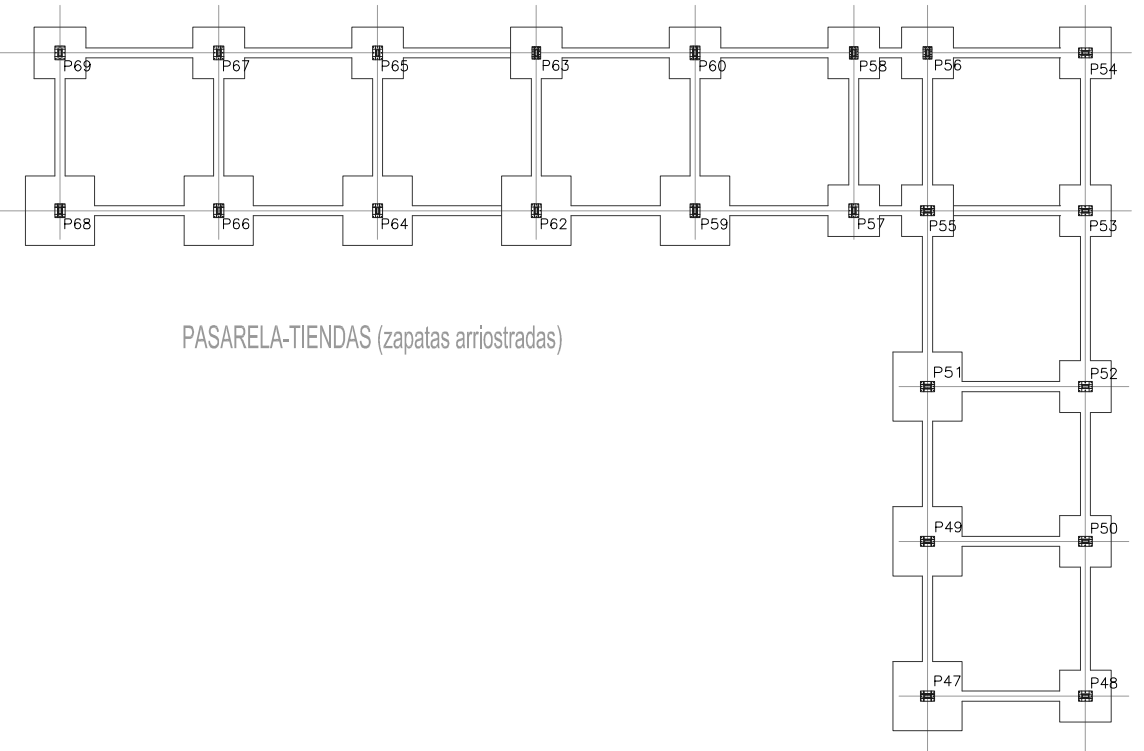 P69 P67 P65 P63 P60 P58 P56 P54
P68 P66 P64 P62 P59 P57 P55 P53
PASARELA-TIENDAS (zapatas arriostradas)
P51 P52
P49 P50
P47 P48